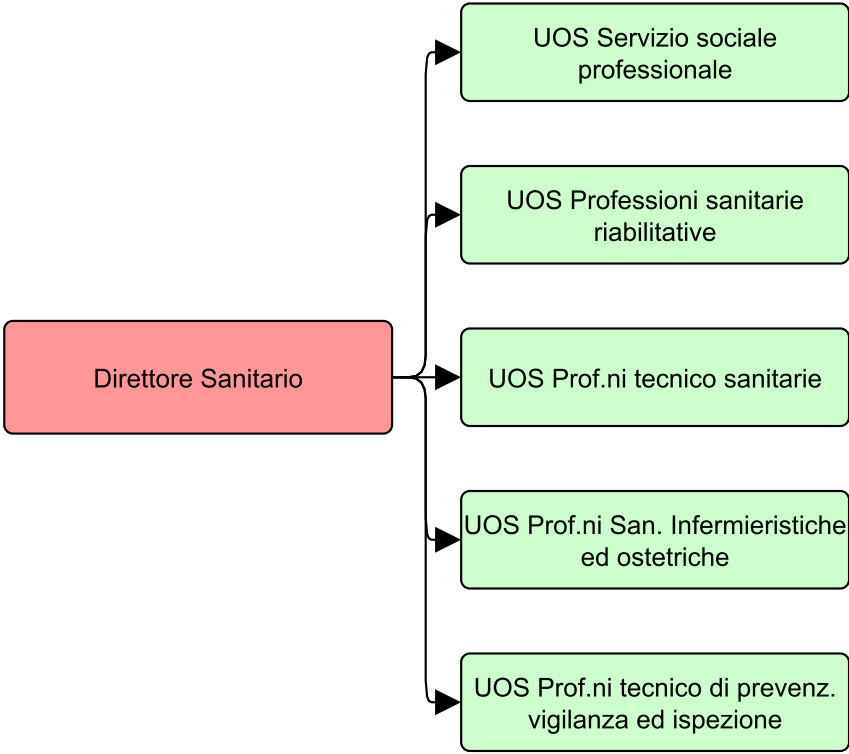 UOS Servizio sociale
professionale
UOS Professioni sanitarie
riabilitative
Direttore Sanitario
UOS Prof.ni tecnico sanitarie
UOS Prof.ni San. Infermieristiche
ed ostetriche
UOS Prof.ni tecnico di prevenz.
vigilanza ed ispezione